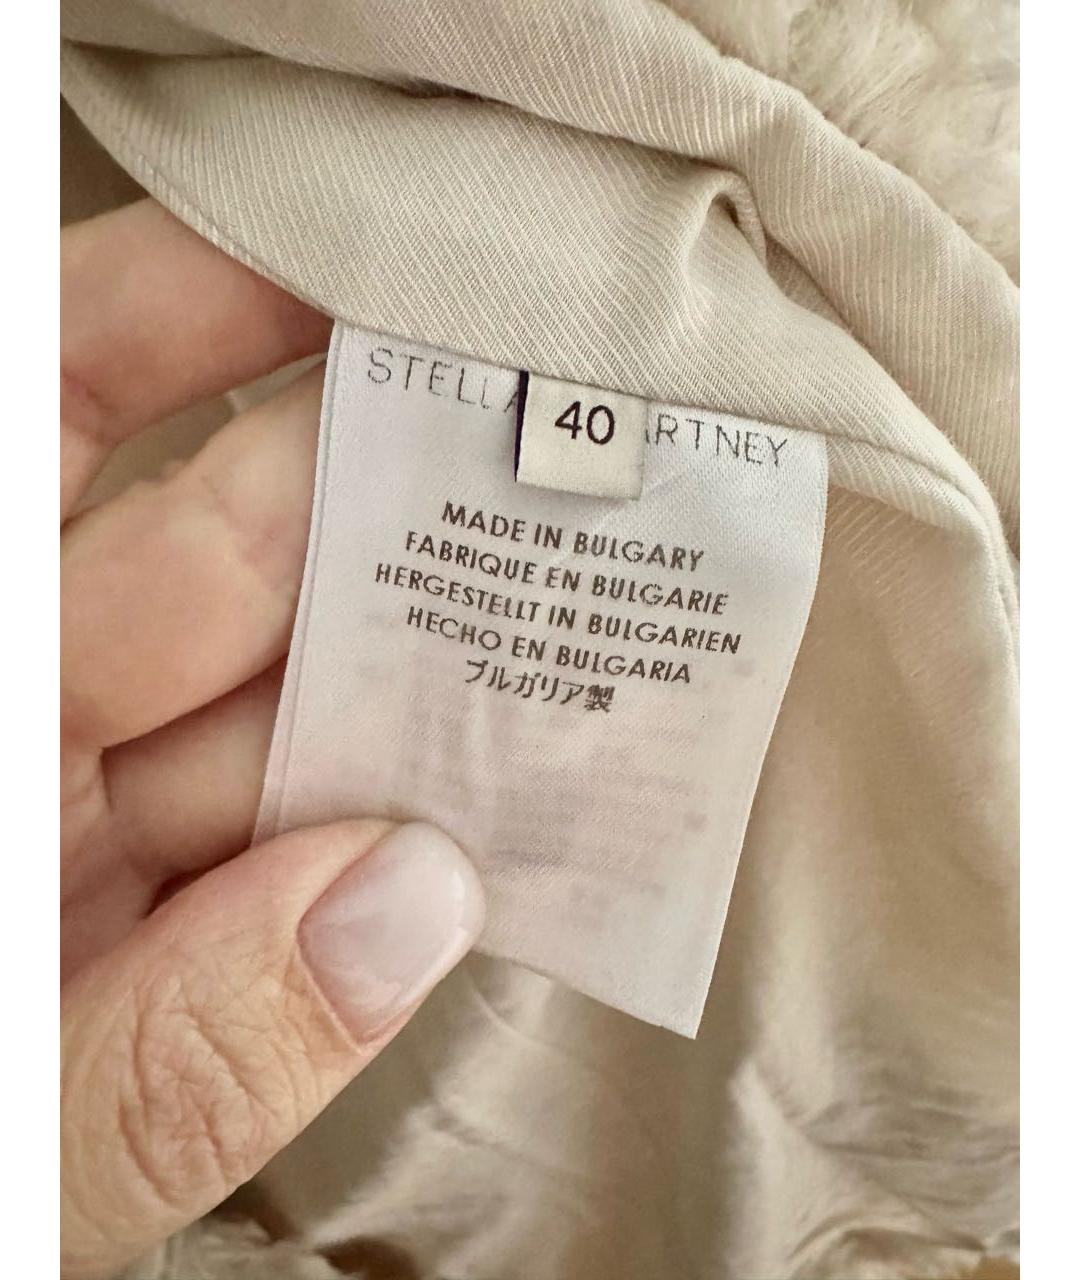 STELLA
40
RTNEY
MADE IN BULGARY
FABRIQUE EN BULGARIE
HERGESTELLT IN BULGARIEN
HECHO EN BULGARIA
ブルガリア製